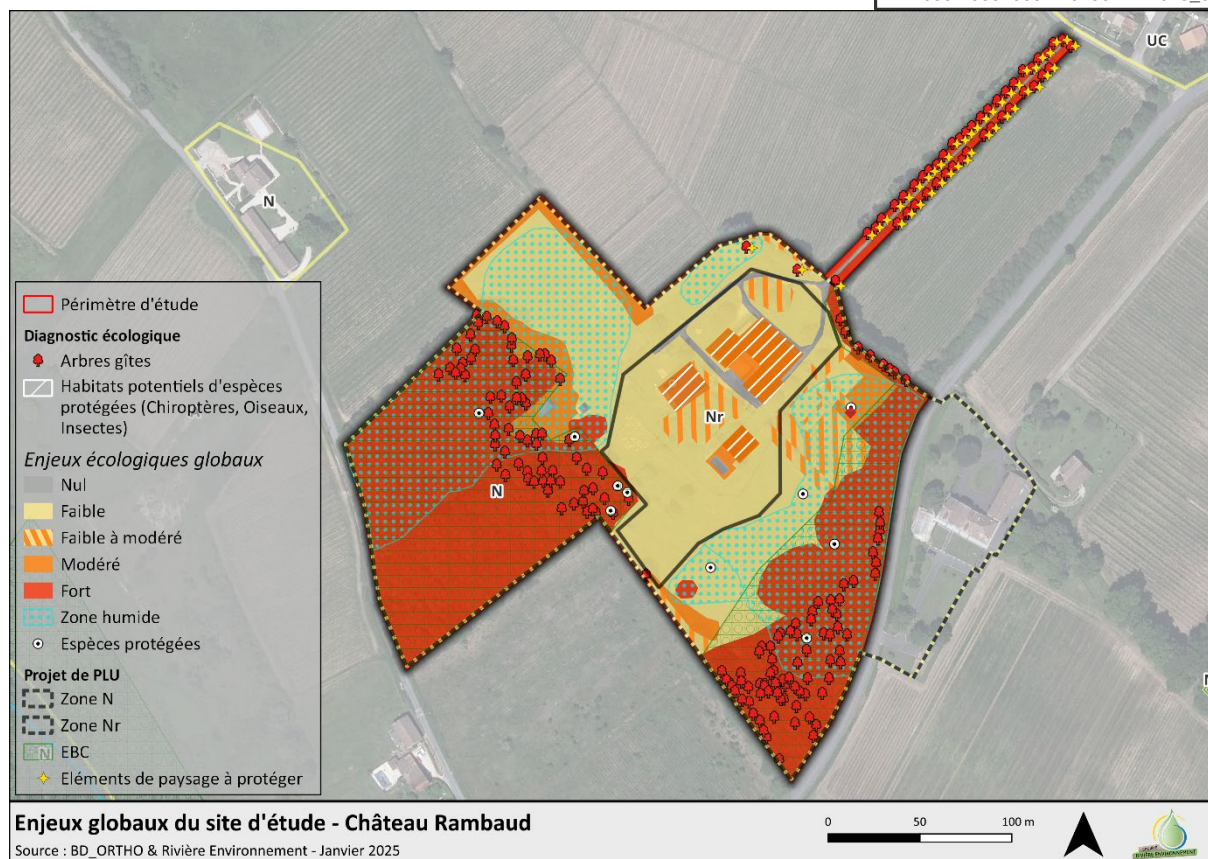 UC
N
Nr
N
Périmètre d'étude
Diagnostic écologique
Arbres gîtes
Habitats potentiels d'espèces
protégées (Chiroptères, Oiseaux,
Insectes)
Enjeux écologiques globaux
Nul
Faible
Faible à modéré
Modéré
Fort
Zone humide
Espèces protégées
Projet de PLU
Zone N
Zone Nr
N EBC
Eléments de paysage à protéger
Enjeux globaux du site d'étude - Château Rambaud
Source : BD_ORTHO & Rivière Environnement - Janvier 2025
0 50 100 m
RIVIÈRE ENVIRONNEMENT